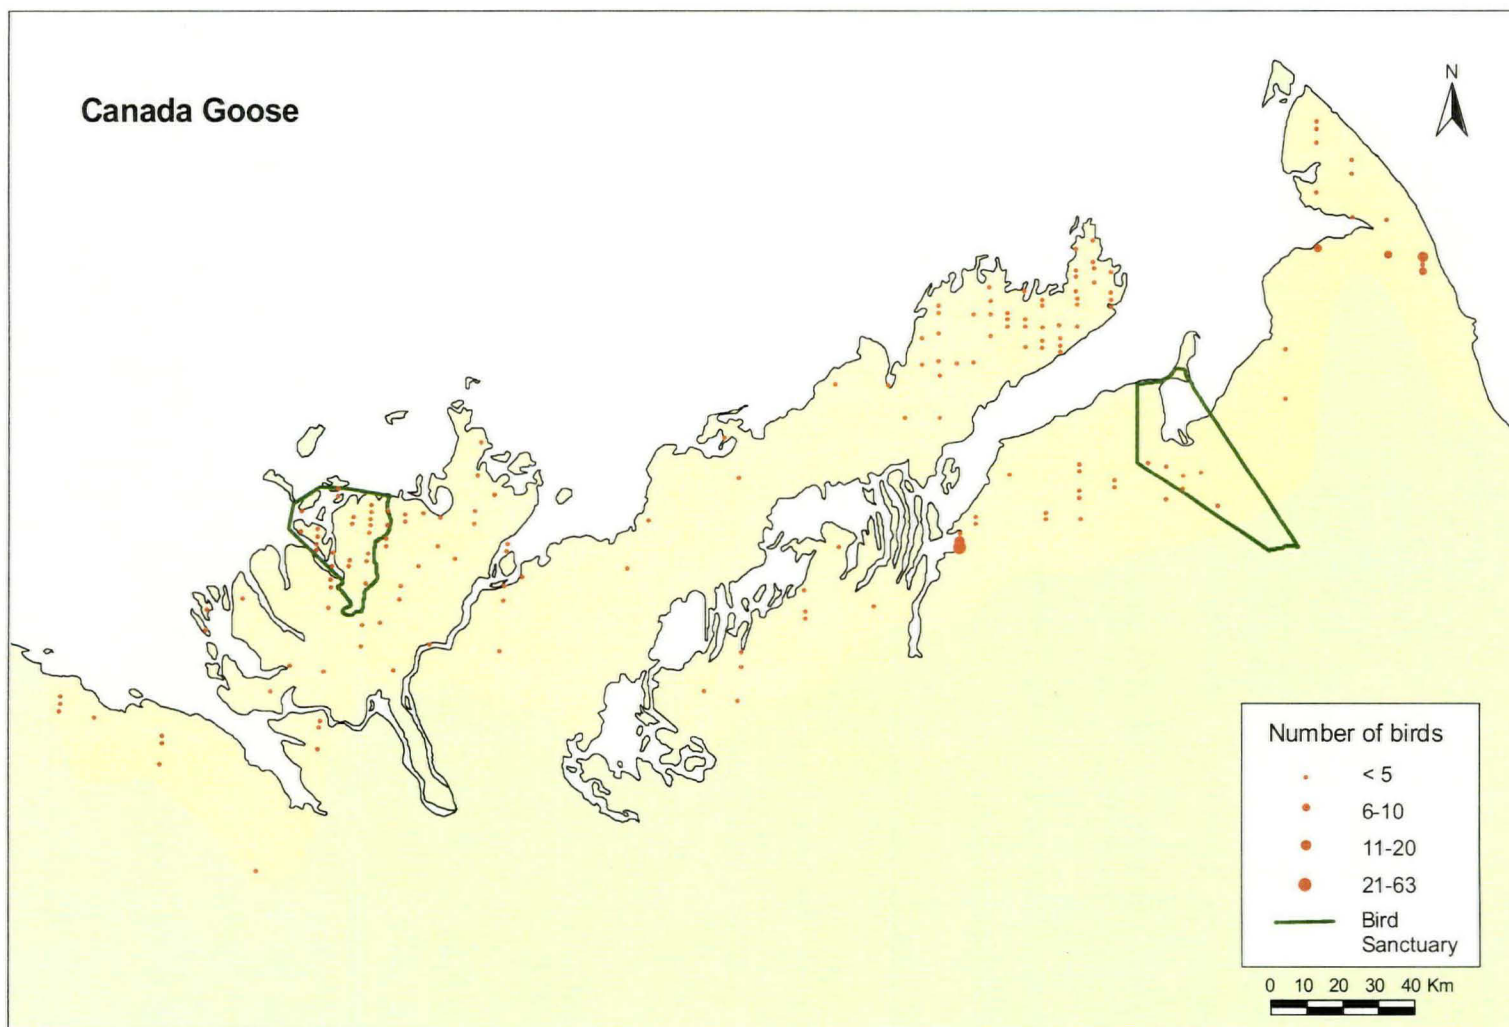 Canada Goose
N
Number of birds
< 5
6-10
11-20
21-63
Bird
Sanctuary
0 10 20 30 40 Km